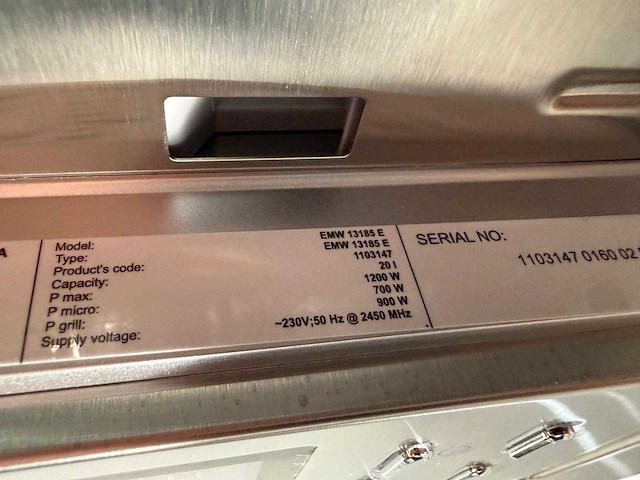 A
Model: EMW 13185 E
Type: EMW 13185 E
Product's code: 1103147
Capacity: 20 l
P max: 1200 W
P micro: 700 W
P grill: 900 W
Supply voltage: ~230V;50 Hz @ 2450 MHz
SERIAL NO:
1103147 0160 02